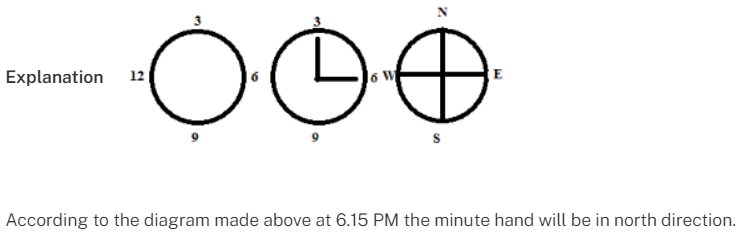 3 3 N
Explanation 12 6 6 W E
9 9 S
According to the diagram made above at 6.15 PM the minute hand will be in north direction.